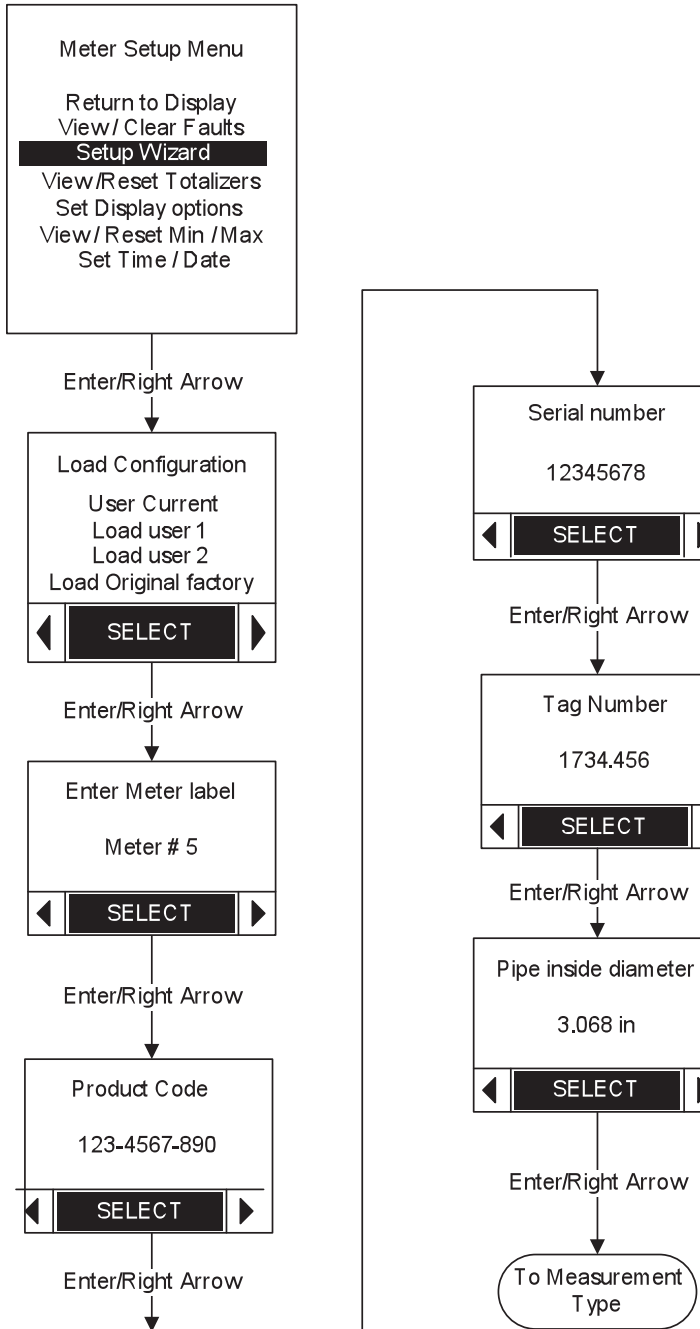 Meter Setup Menu
Return to Display
View / Clear Faults
Setup Wizard
View/Reset Totalizers
Set Display options
View / Reset Min / Max
Set Time / Date
Enter/Right Arrow
Load Configuration
User Current
Load user 1
Load user 2
Load Original factory
SELECT
Enter/Right Arrow
Enter Meter label
Meter # 5
SELECT
Enter/Right Arrow
Product Code
123-4567-890
SELECT
Enter/Right Arrow
Serial number
12345678
SELECT
Enter/Right Arrow
Tag Number
1734.456
SELECT
Enter/Right Arrow
Pipe inside diameter
3.068 in
SELECT
Enter/Right Arrow
To Measurement
Type